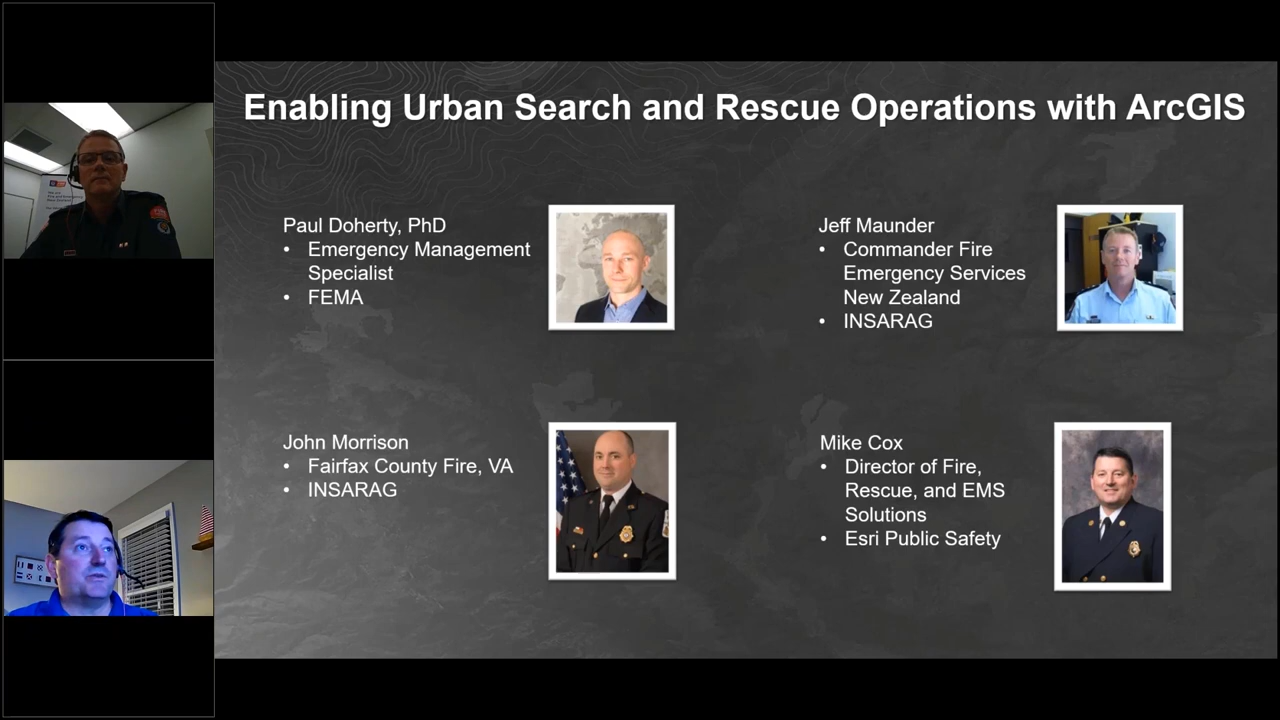 Enabling Urban Search and Rescue Operations with ArcGIS
Paul Doherty, PhD
• Emergency Management
Specialist
• FEMA
Jeff Maunder
• Commander Fire
Emergency Services
New Zealand
• INSARAG
John Morrison
• Fairfax County Fire, VA
• INSARAG
Mike Cox
• Director of Fire,
Rescue, and EMS
Solutions
• Esri Public Safety